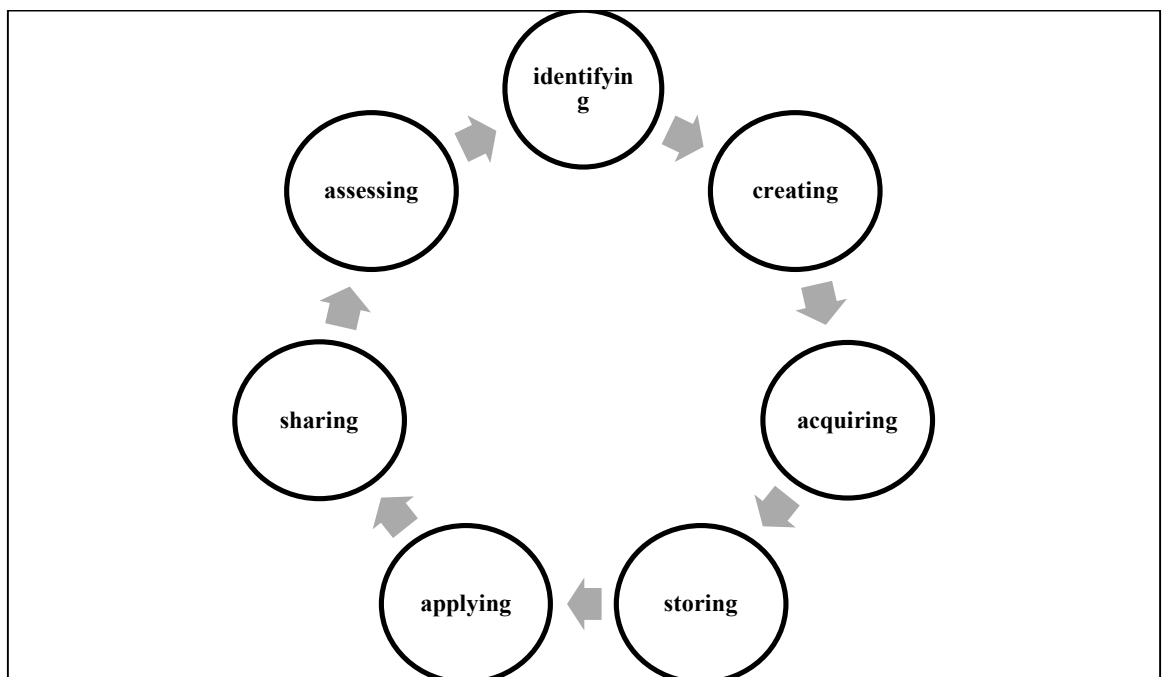 identifyin
g
creating
acquiring
storing
applying
sharing
assessing